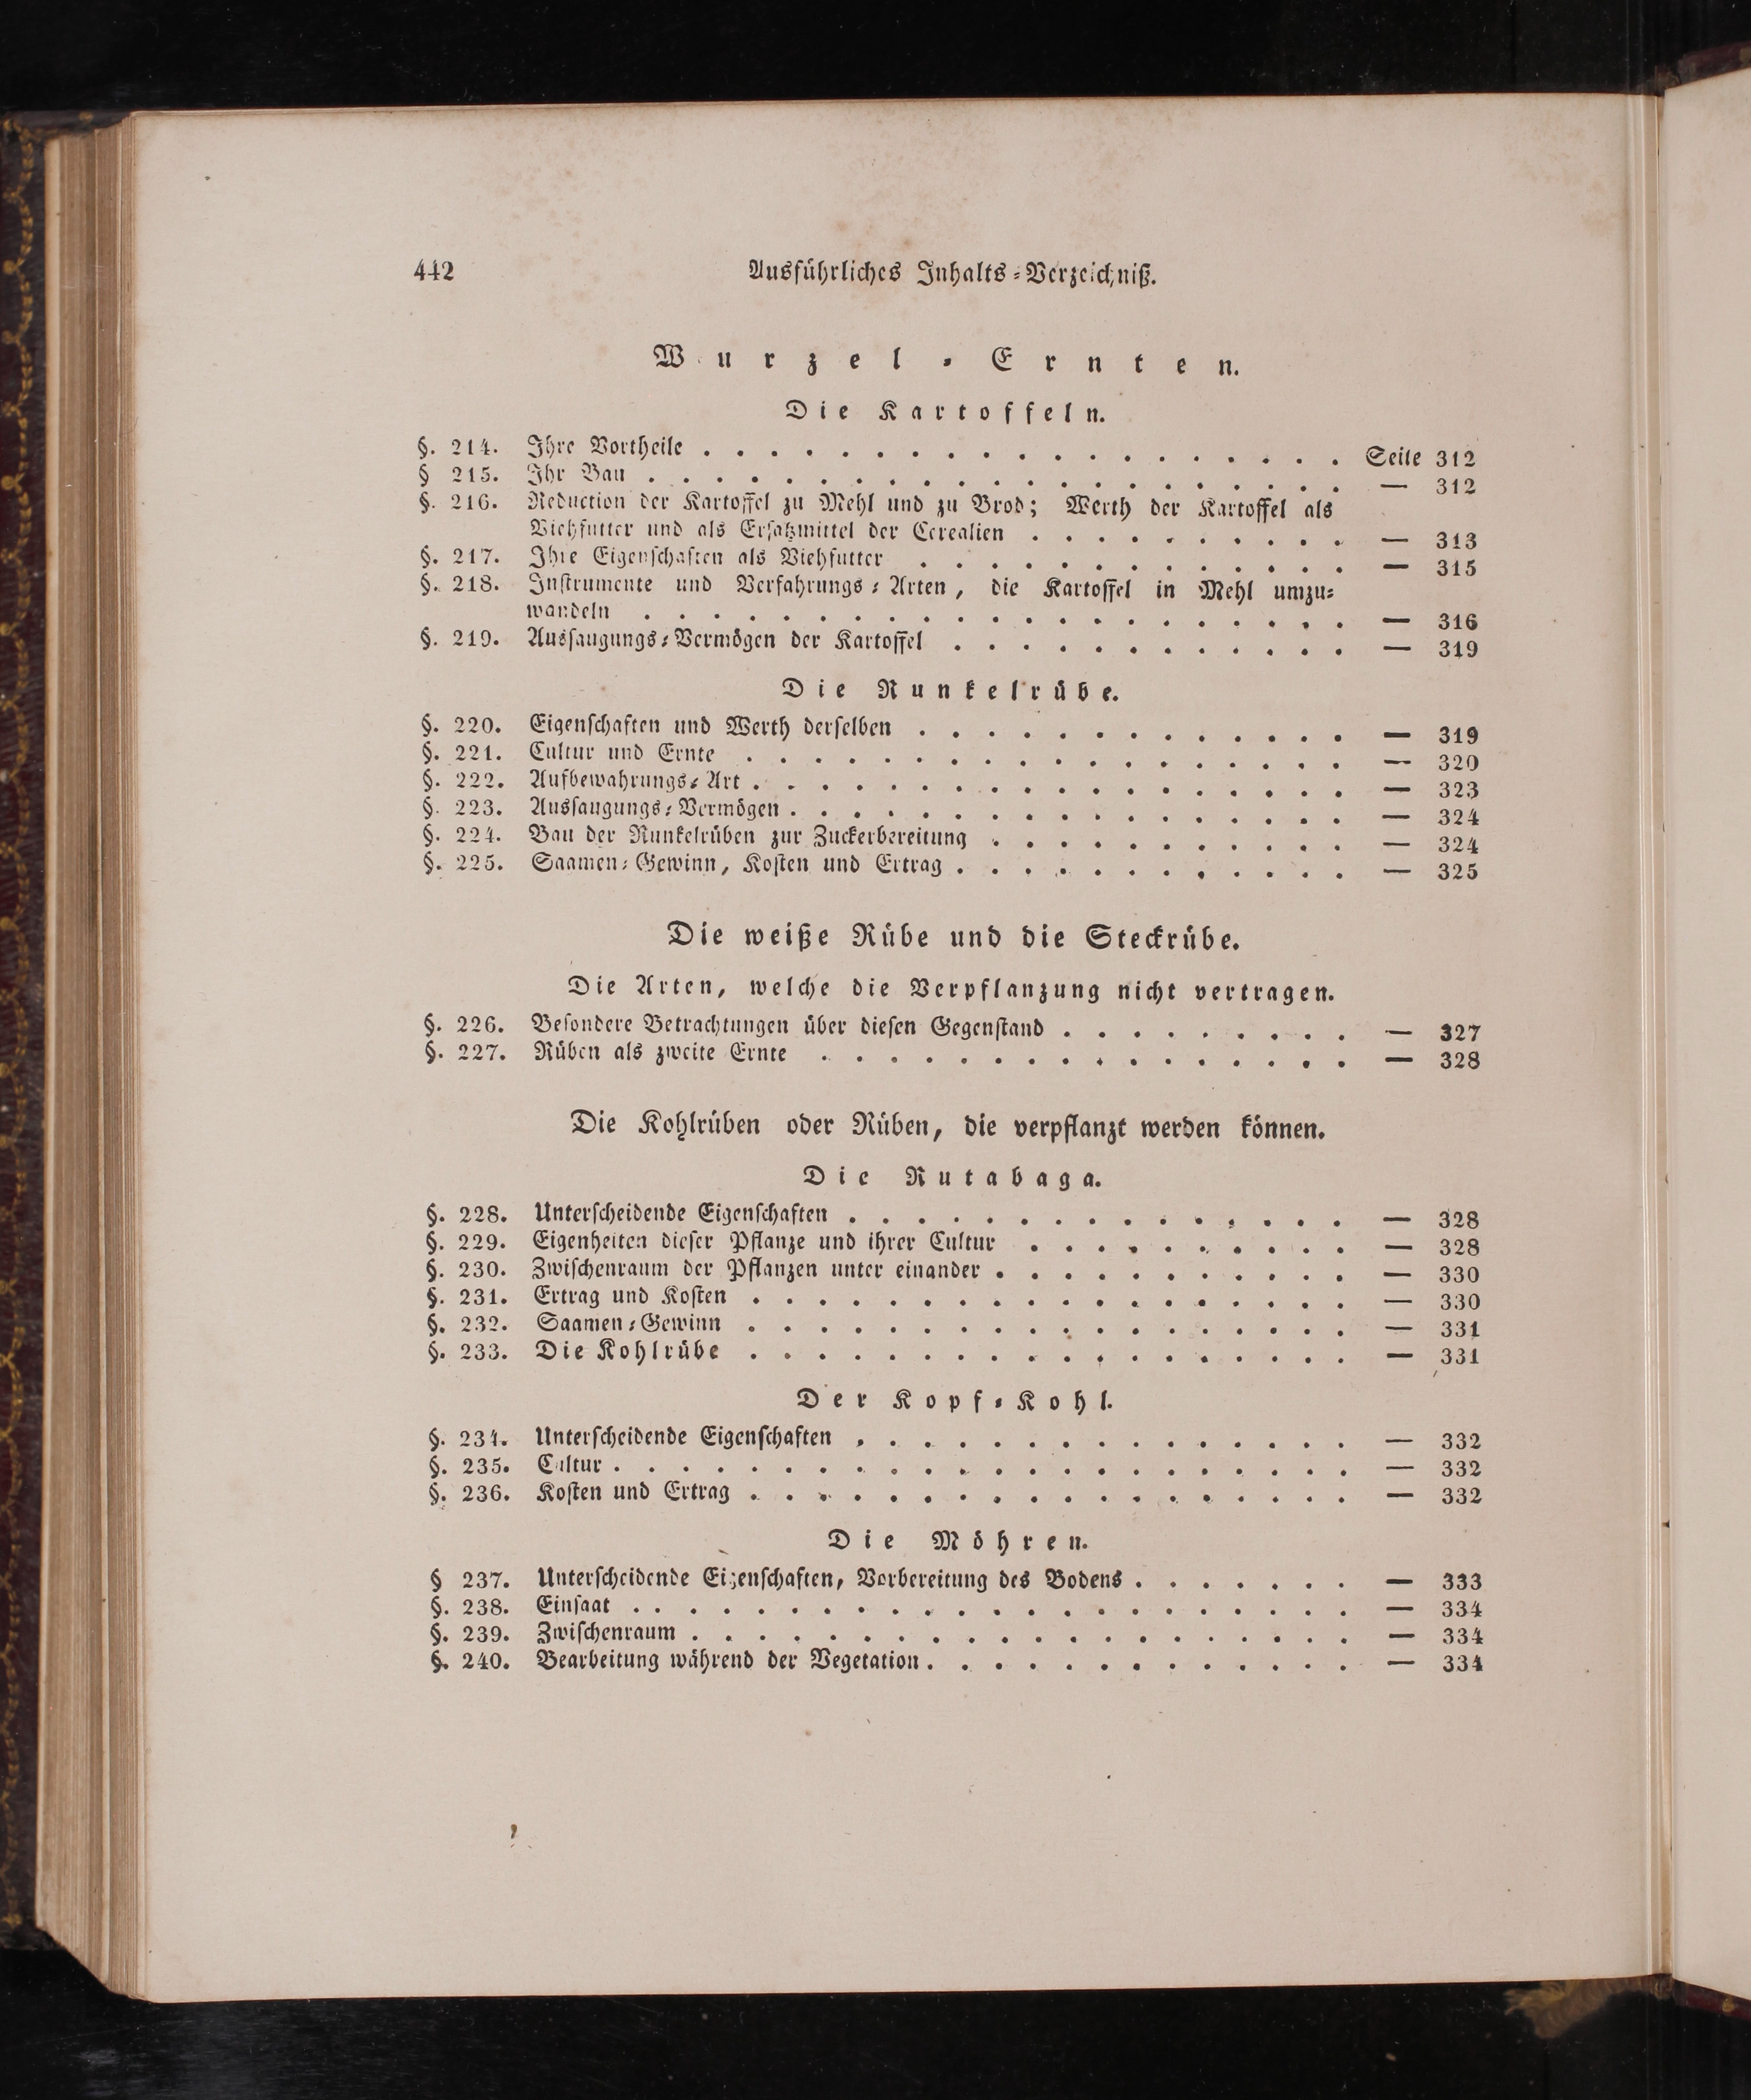 442 Ausführliches Inhalts-Verzeichniß.
Wurzel-Ernten.
Die Kartoffeln.
§. 214. Ihre Vortheile . . . . . . . . . . . . . . . . . . . Seite 312
§ 215. Ihr Bau . . . . . . . . . . . . . . . . . . . . . — 312
§. 216. Reduction der Kartoffel zu Mehl und zu Brod; Werth der Kartoffel als
Viehfutter und als Ersatzmittel der Cerealien . . . . . . . . . . — 313
§. 217. Ihre Eigenschaften als Viehfutter . . . . . . . . . . . . . — 315
§. 218. Instrumente und Verfahrungs-Arten, die Kartoffel in Mehl umzu-
wandeln . . . . . . . . . . . . . . . . . . . . . — 316
§. 219. Aussaugungs-Vermögen der Kartoffel . . . . . . . . . . . . — 319
Die Runkelrübe.
§. 220. Eigenschaften und Werth derselben . . . . . . . . . . . . . — 319
§. 221. Cultur und Ernte . . . . . . . . . . . . . . . . . . — 320
§. 222. Aufbewahrungs-Art . . . . . . . . . . . . . . . . . . — 323
§. 223. Aussaugungs-Vermögen . . . . . . . . . . . . . . . . . — 324
§. 224. Bau der Runkelrüben zur Zuckerbereitung . . . . . . . . . . . — 324
§. 225. Saamen-Gewinn, Kosten und Ertrag . . . . . . . . . . . . — 325
Die weiße Rübe und die Steckrübe.
Die Arten, welche die Verpflanzung nicht vertragen.
§. 226. Besondere Betrachtungen über diesen Gegenstand . . . . . . . . . — 327
§. 227. Rüben als zweite Ernte . . . . . . . . . . . . . . . . — 328
Die Kohlrüben oder Rüben, die verpflanzt werden können.
Die Rutabaga.
§. 228. Unterscheidende Eigenschaften . . . . . . . . . . . . . . . — 328
§. 229. Eigenheiten dieser Pflanze und ihrer Cultur . . . . . . . . . . — 328
§. 230. Zwischenraum der Pflanzen unter einander . . . . . . . . . . . — 330
§. 231. Ertrag und Kosten . . . . . . . . . . . . . . . . . . — 330
§. 232. Saamen-Gewinn . . . . . . . . . . . . . . . . . . — 331
§. 233. Die Kohlrübe . . . . . . . . . . . . . . . . . . — 331
Der Kopf-Kohl.
§. 234. Unterscheidende Eigenschaften . . . . . . . . . . . . . . . — 332
§. 235. Cultur . . . . . . . . . . . . . . . . . . . . . . — 332
§. 236. Kosten und Ertrag . . . . . . . . . . . . . . . . . . — 332
Die Möhren.
§ 237. Unterscheidende Eigenschaften, Vorbereitung des Bodens . . . . . . . — 333
§. 238. Einsaat . . . . . . . . . . . . . . . . . . . . . . — 334
§. 239. Zwischenraum . . . . . . . . . . . . . . . . . . . . — 334
§. 240. Bearbeitung während der Vegetation . . . . . . . . . . . . . — 334